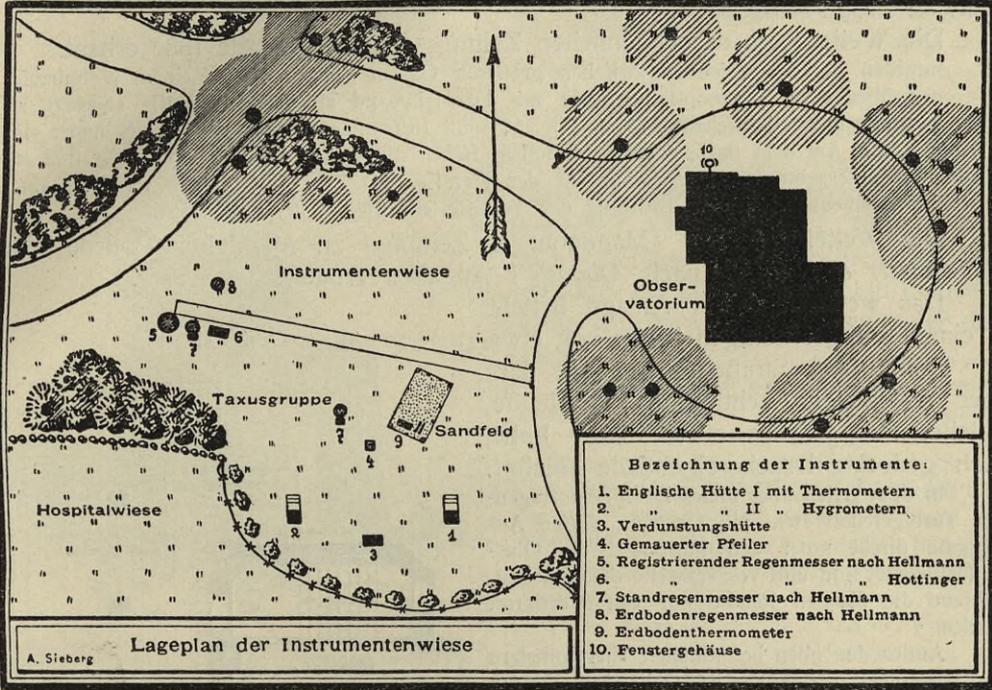 10
Instrumentenwiese
Obser-
vatorium
8
5
7
6
Taxusgruppe
7
9
Sandfeld
4
Hospitalwiese
2
3
1
Bezeichnung der Instrumente:
1. Englische Hütte I mit Thermometern
2. " " II " Hygrometern
3. Verdunstungshütte
4. Gemauerter Pfeiler
5. Registrierender Regenmesser nach Hellmann
6. " " " Hottinger
7. Standregenmesser nach Hellmann
8. Erdbodenregenmesser nach Hellmann
9. Erdbodenthermometer
10. Fenstergehäuse
Lageplan der Instrumentenwiese
A. Sieberg